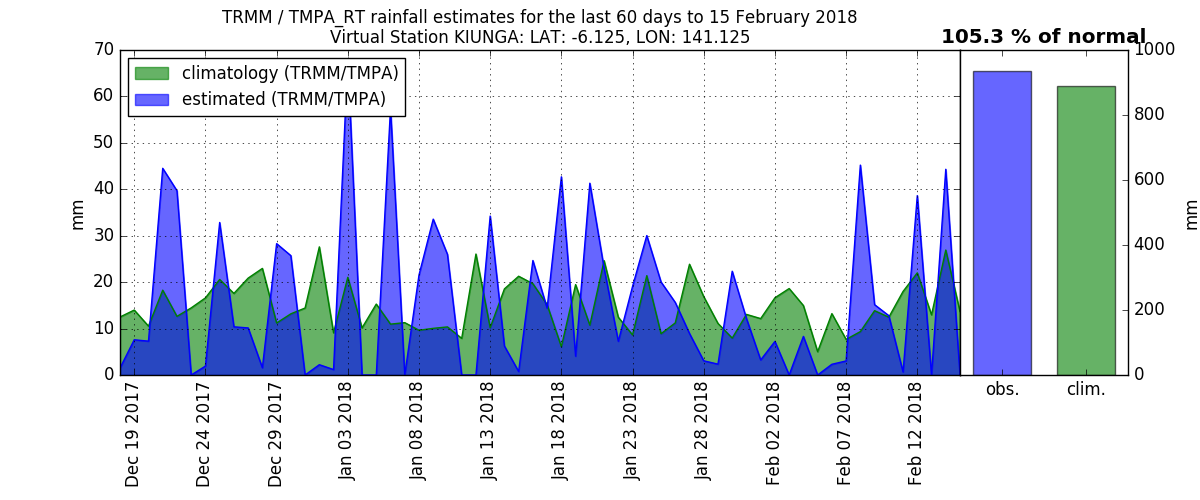 TRMM / TMPA_RT rainfall estimates for the last 60 days to 15 February 2018
Virtual Station KIUNGA: LAT: -6.125, LON: 141.125
105.3 % of normal
climatology (TRMM/TMPA)
estimated (TRMM/TMPA)
70
60
50
40
30
20
10
0
mm
Dec 19 2017
Dec 24 2017
Dec 29 2017
Jan 03 2018
Jan 08 2018
Jan 13 2018
Jan 18 2018
Jan 23 2018
Jan 28 2018
Feb 02 2018
Feb 07 2018
Feb 12 2018
obs.
clim.
1000
800
600
400
200
0
mm